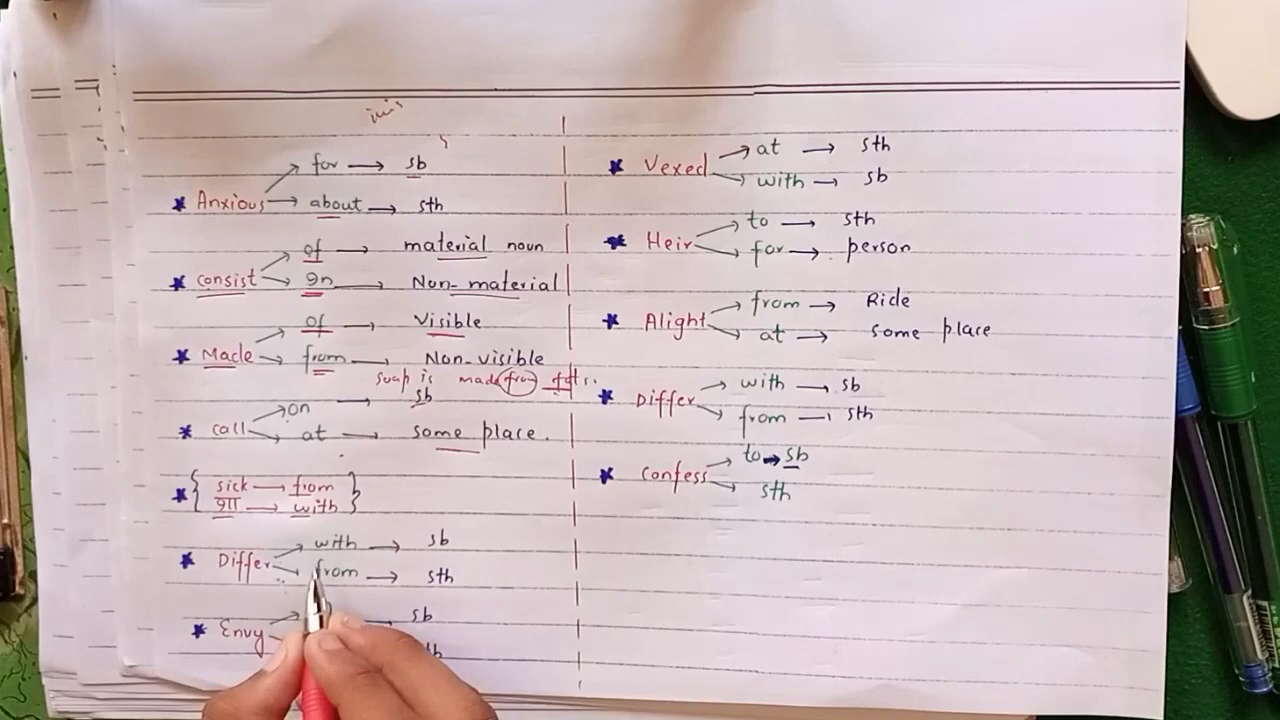 for → sb
* Anxious → about → sth
of → material noun
* consist → In → Non-material
of → Visible
* Made → from → Non-visible
Soap is made from fats.
on → sb
* Call → at → some place.
* { sick → from
Ill → with }
with → sb
* Differ → from → sth
sb
* Envy
at → sth
* Vexed
with → sb
to → sth
* Heir
for → person
from → Ride
* Alight
at → some place
with → sb
* Differ
from → sth
to → sb
* Confess
sth